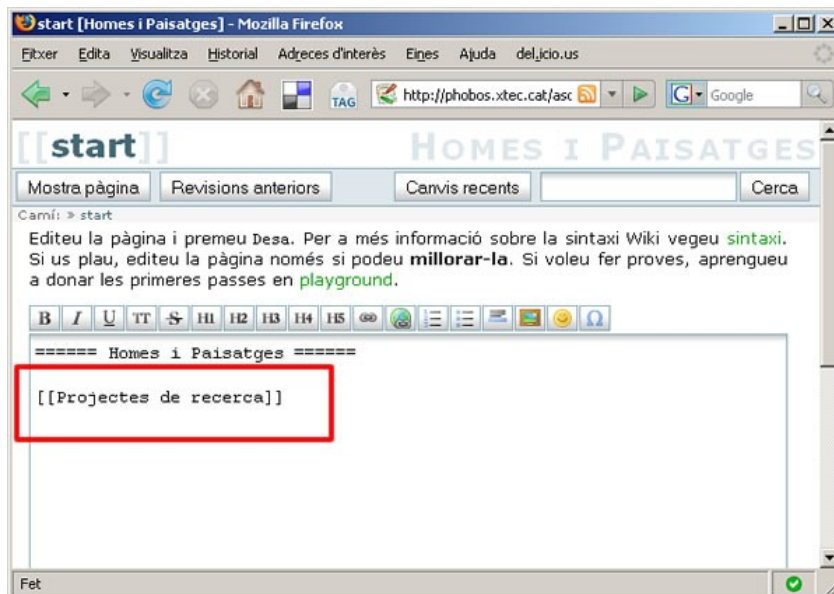 start [Homes i Paisatges] - Mozilla Firefox
Fitxer Edita Visualitza Historial Adreces d'interès Eines Ajuda del.icio.us
TAG http://phobos.xtec.cat/asc G Google
[[start]] HOMES I PAISATGES
Mostra pàgina Revisions anteriors Canvis recents Cerca
Camí: » start
Editeu la pàgina i premeu Desa. Per a més informació sobre la sintaxi Wiki vegeu sintaxi.
Si us plau, editeu la pàgina només si podeu millorar-la. Si voleu fer proves, aprengueu
a donar les primeres passes en playground.
B I U TT S H1 H2 H3 H4 H5 Ω
====== Homes i Paisatges ======
[[Projectes de recerca]]
Fet